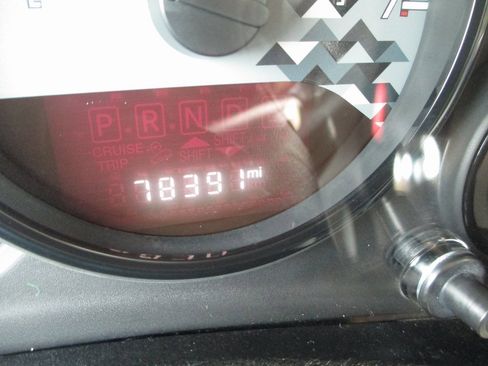 E
P R N D
CRUISE SHIFT
TRIP SHIFT
78391 mi